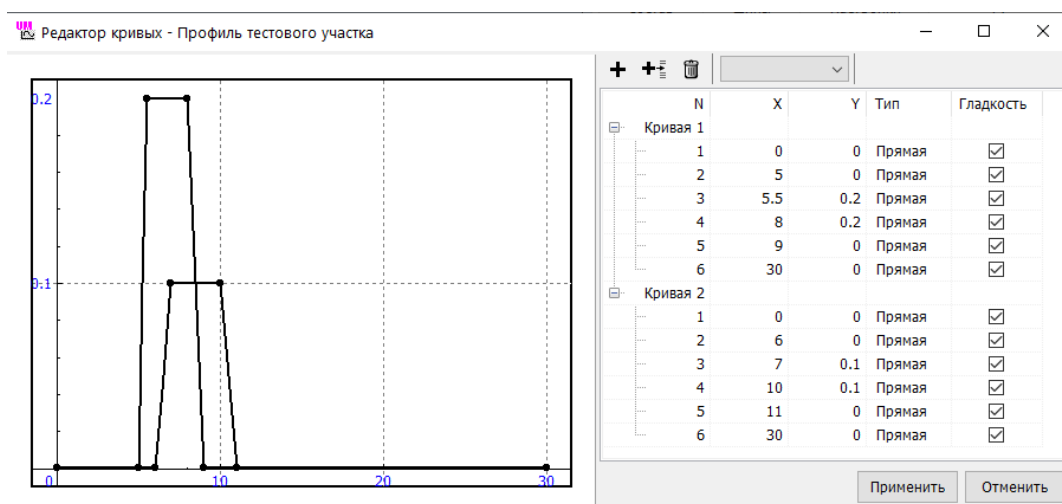 UM Редактор кривых - Профиль тестового участка
N X Y Тип Гладкость
Кривая 1
1 0 0 Прямая
2 5 0 Прямая
3 5.5 0.2 Прямая
4 8 0.2 Прямая
5 9 0 Прямая
6 30 0 Прямая
Кривая 2
1 0 0 Прямая
2 6 0 Прямая
3 7 0.1 Прямая
4 10 0.1 Прямая
5 11 0 Прямая
6 30 0 Прямая
0.2
0.1
0 10 20 30
Применить Отменить